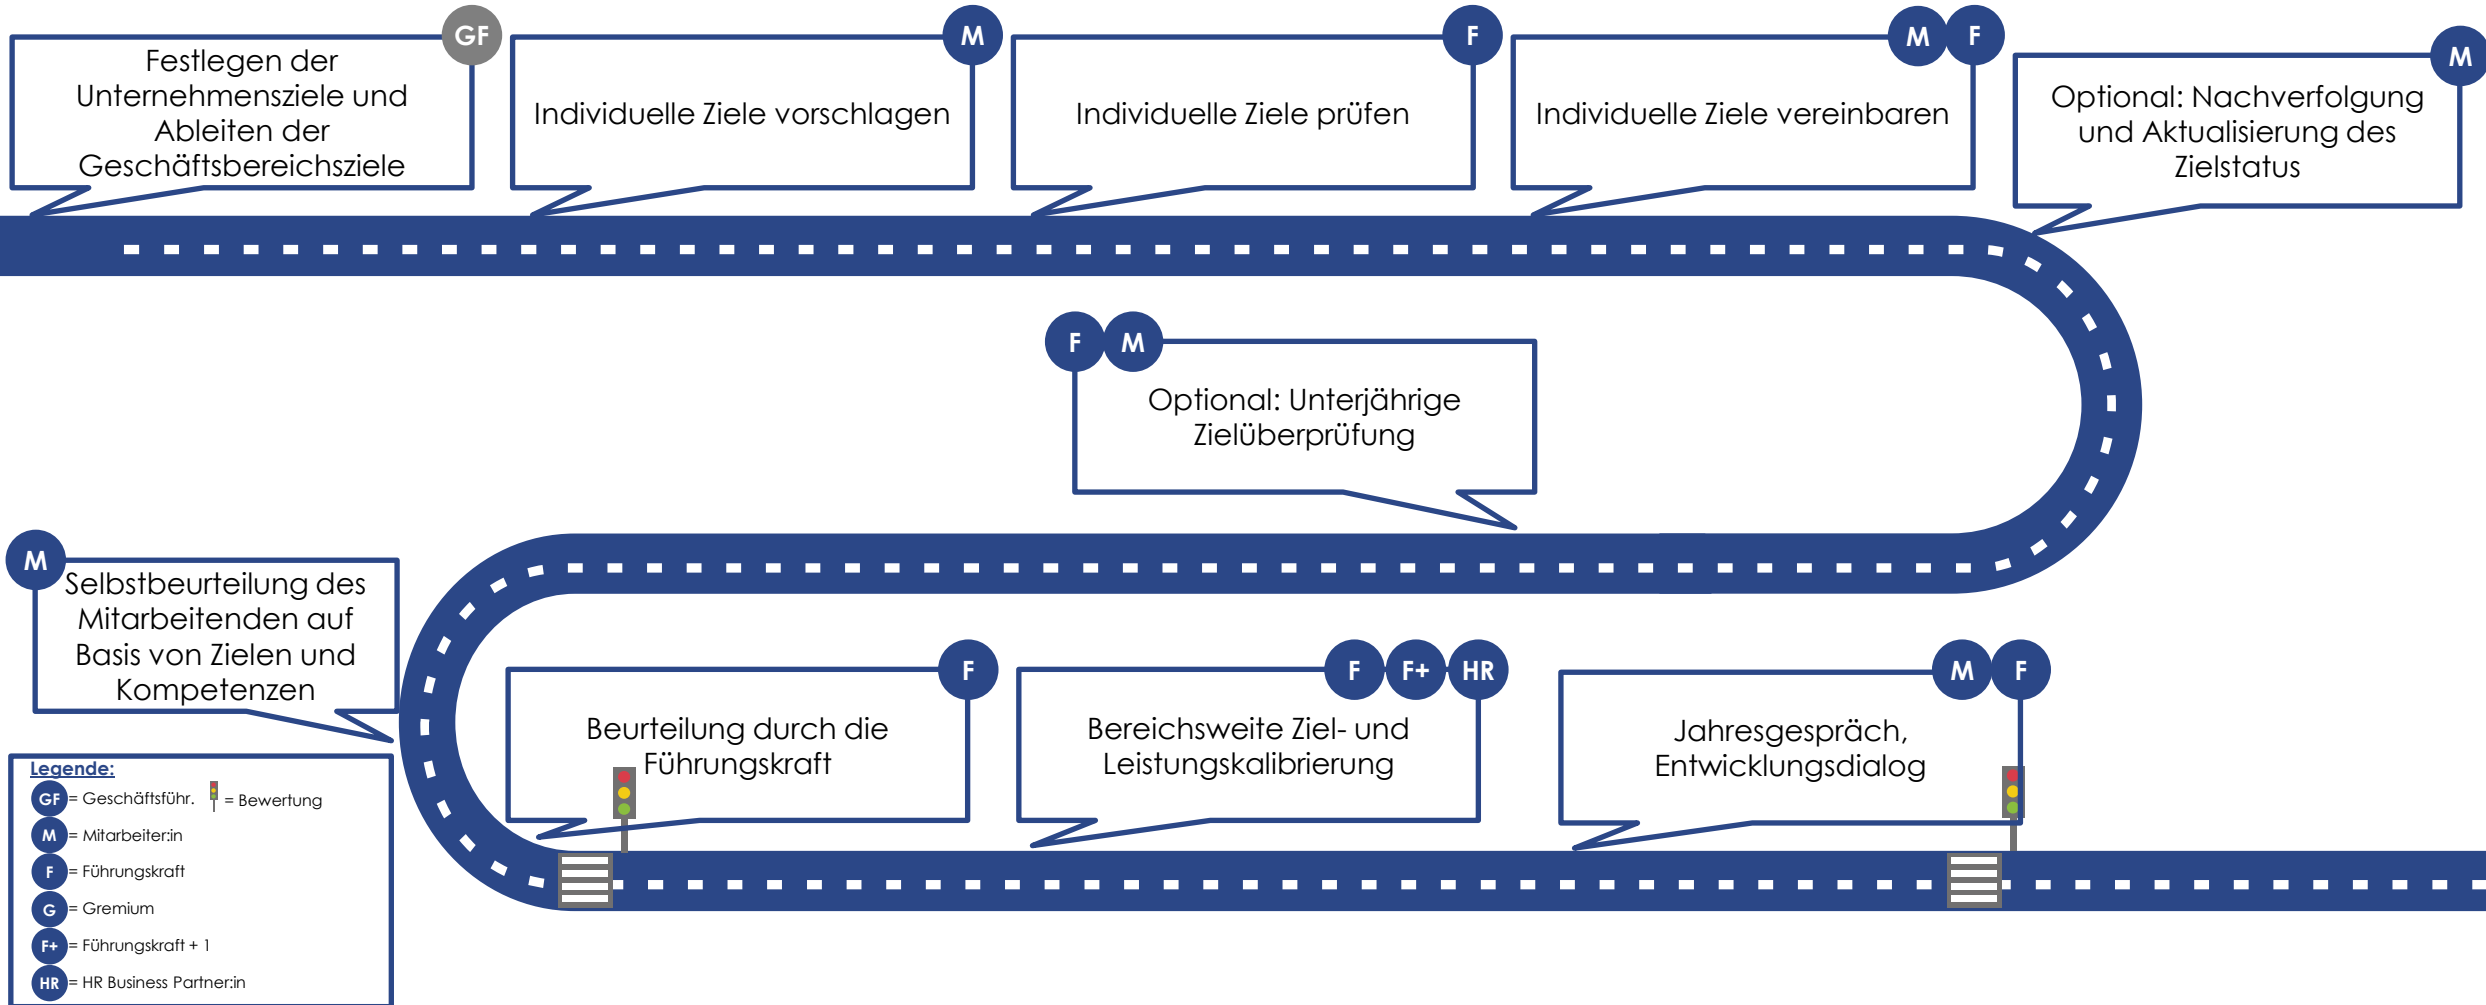 GF
Festlegen der
Unternehmensziele und
Ableiten der
Geschäftsbereichsziele
M
Individuelle Ziele vorschlagen
F
Individuelle Ziele prüfen
M F
Individuelle Ziele vereinbaren
M
Optional: Nachverfolgung
und Aktualisierung des
Zielstatus
F M
Optional: Unterjährige
Zielüberprüfung
M
Selbstbeurteilung des
Mitarbeitenden auf
Basis von Zielen und
Kompetenzen
F
Beurteilung durch die
Führungskraft
F F+ HR
Bereichsweite Ziel- und
Leistungskalibrierung
M F
Jahresgespräch,
Entwicklungsdialog
Legende:
GF = Geschäftsführ. = Bewertung
M = Mitarbeiter:in
F = Führungskraft
G = Gremium
F+ = Führungskraft + 1
HR = HR Business Partner:in